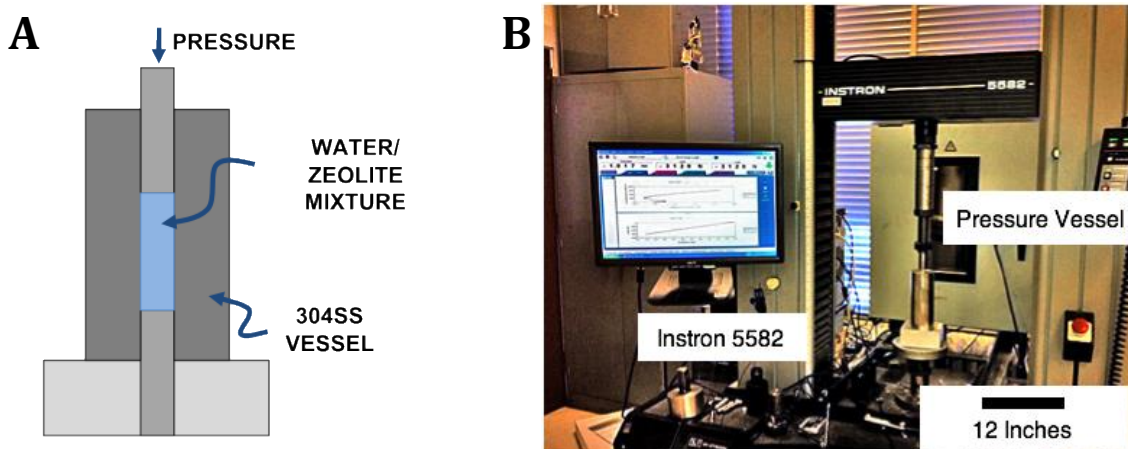 A
PRESSURE
WATER/
ZEOLITE
MIXTURE
304SS
VESSEL
B
INSTRON
5582
Pressure Vessel
Instron 5582
12 Inches